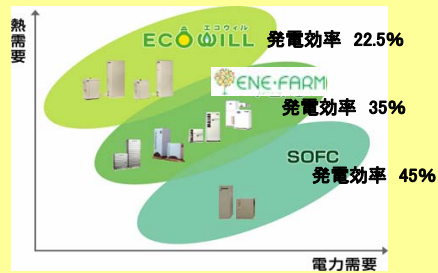 熱需要
エコウィル
ECOWILL 発電効率 22.5%
ENE·FARM
発電効率 35%
SOFC
発電効率 45%
電力需要